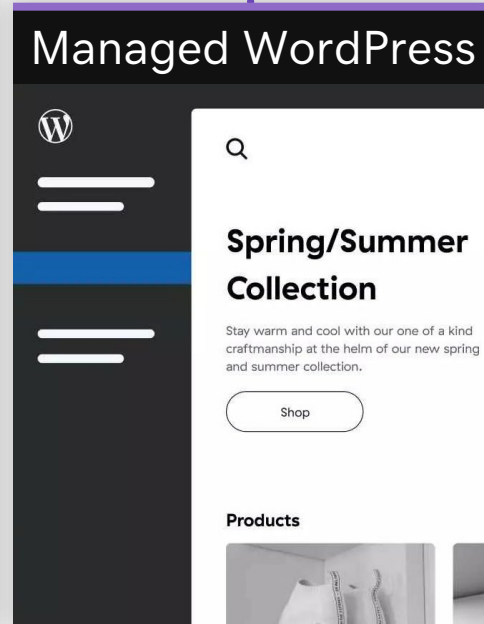 Managed WordPress
Spring/Summer
Collection
Stay warm and cool with our one of a kind
craftmanship at the helm of our new spring
and summer collection.
Shop
Products